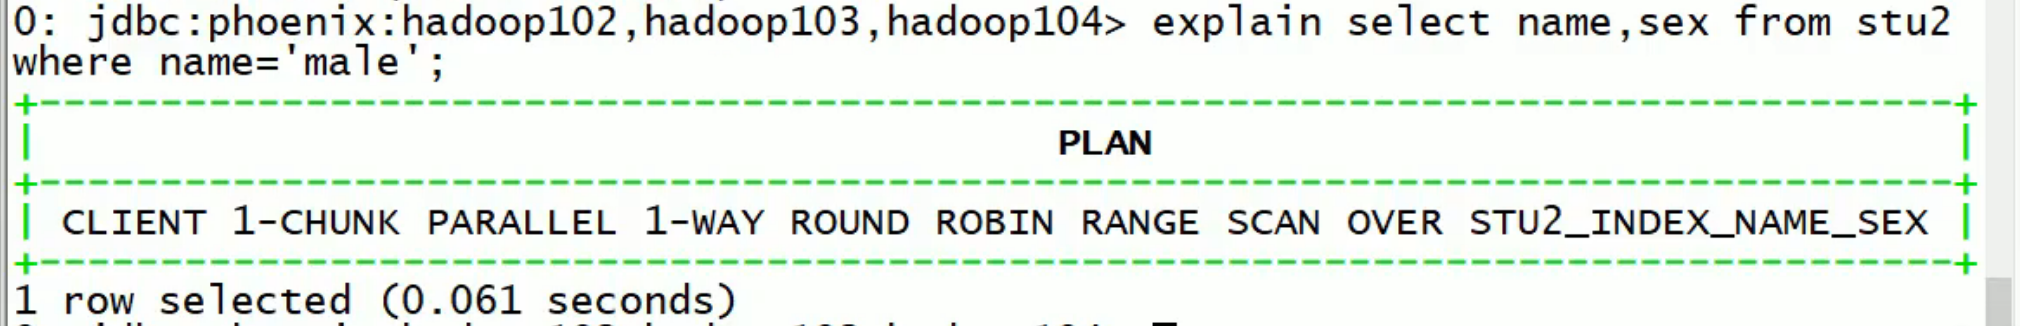 0: jdbc:phoenix:hadoop102,hadoop103,hadoop104> explain select name,sex from stu2
where name='male';
PLAN
CLIENT 1-CHUNK PARALLEL 1-WAY ROUND ROBIN RANGE SCAN OVER STU2_INDEX_NAME_SEX
1 row selected (0.061 seconds)